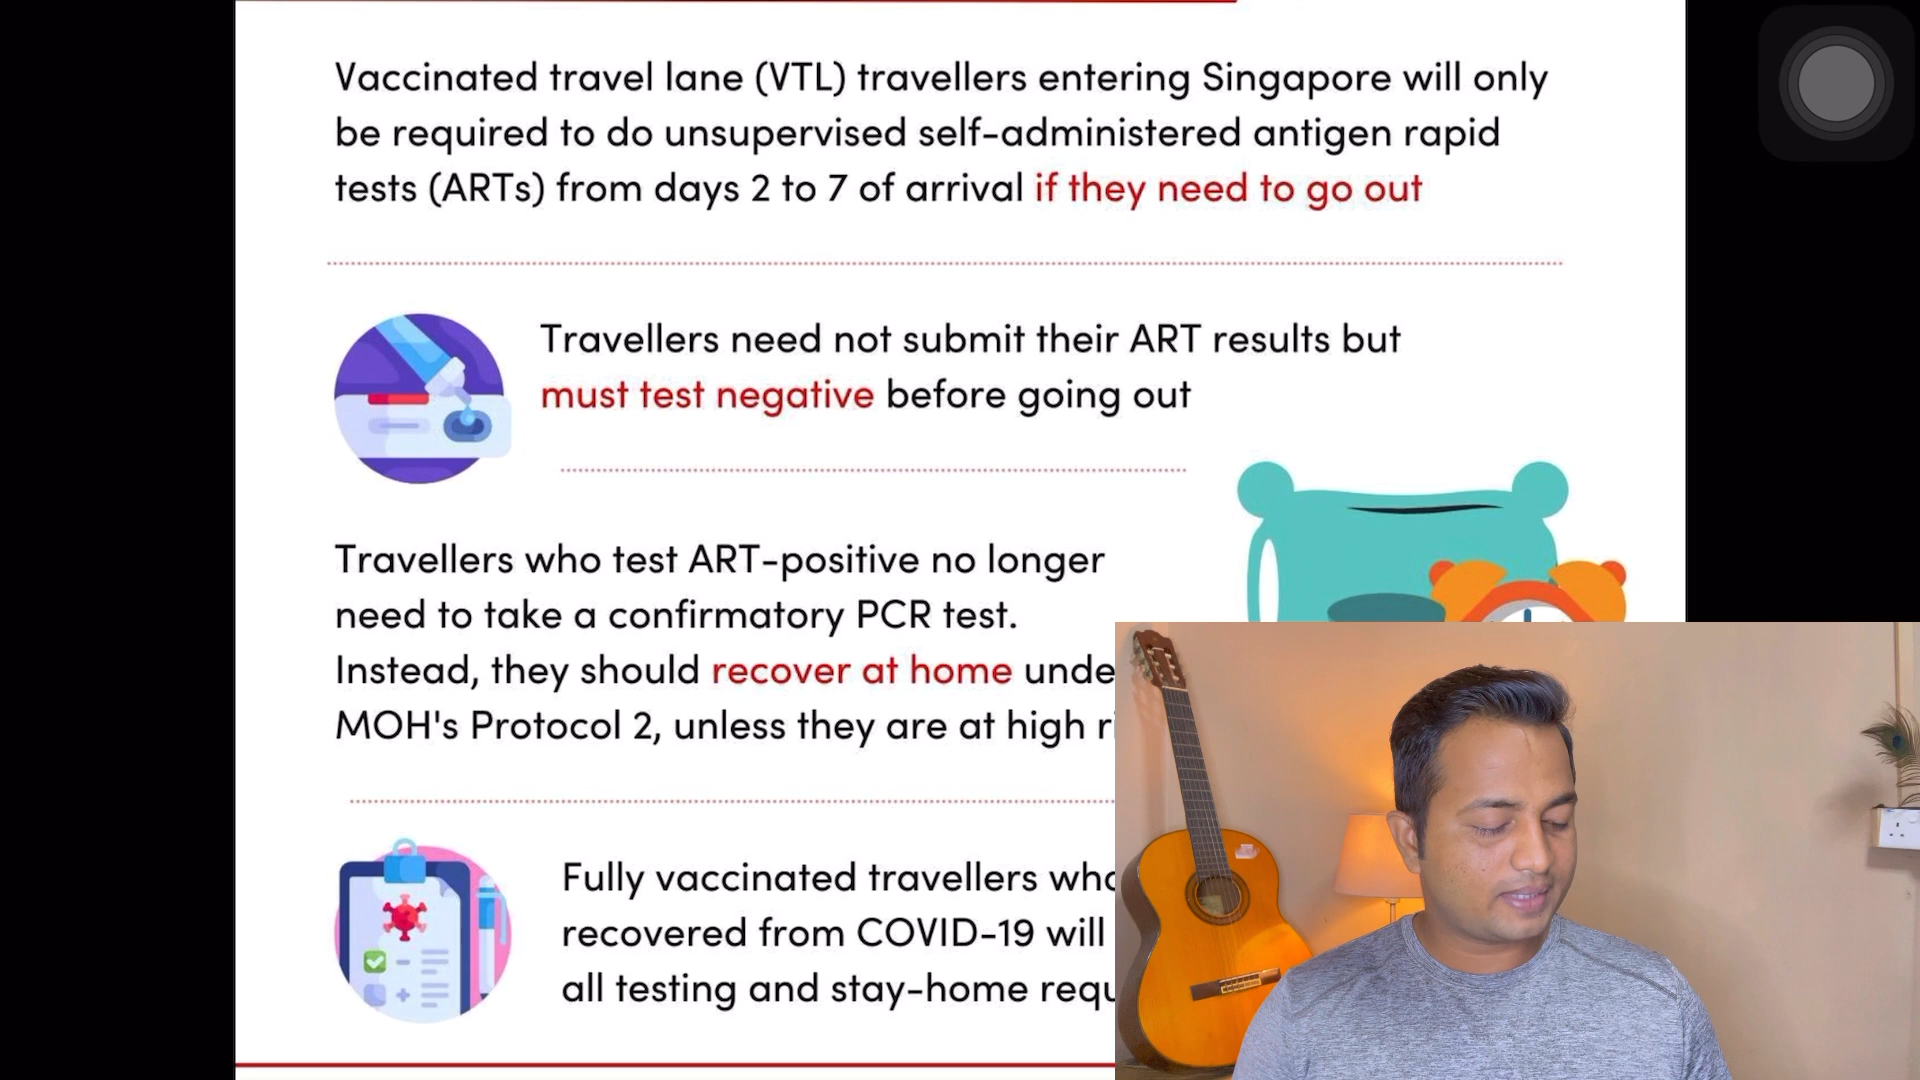 Vaccinated travel lane (VTL) travellers entering Singapore will only
be required to do unsupervised self-administered antigen rapid
tests (ARTs) from days 2 to 7 of arrival if they need to go out
Travellers need not submit their ART results but
must test negative before going out
Travellers who test ART-positive no longer
need to take a confirmatory PCR test.
Instead, they should recover at home
MOH's Protocol 2, unless they are at high
Fully vaccinated travellers
recovered from COVID-19 will
all testing and stay-home